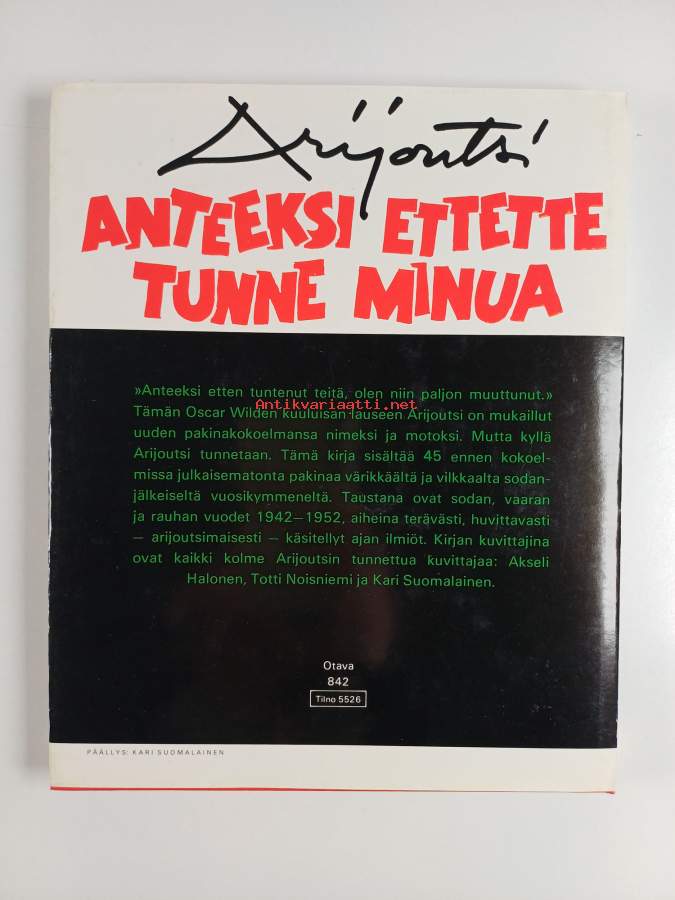 Arijoutsi
ANTEEKSI ETTETTE
TUNNE MINUA
»Anteeksi etten tuntenut teitä, olen niin paljon muuttunut.»
Antikvariaatti.net
Tämän Oscar Wilden kuuluisan lauseen Arijoutsi on mukaillut
uuden pakinakokoelmansa nimeksi ja motoksi. Mutta kyllä
Arijoutsi tunnetaan. Tämä kirja sisältää 45 ennen kokoel-
missa julkaisematonta pakinaa värikkäältä ja vilkkaalta sodan-
jälkeiseltä vuosikymmeneltä. Taustana ovat sodan, vaaran
ja rauhan vuodet 1942–1952, aiheina terävästi, huvittavasti
– arijoutsimaisesti – käsitellyt ajan ilmiöt. Kirjan kuvittajina
ovat kaikki kolme Arijoutsin tunnettua kuvittajaa: Akseli
Halonen, Totti Noisniemi ja Kari Suomalainen.
Otava
842
Tilno 5526
PÄÄLLYS: KARI SUOMALAINEN